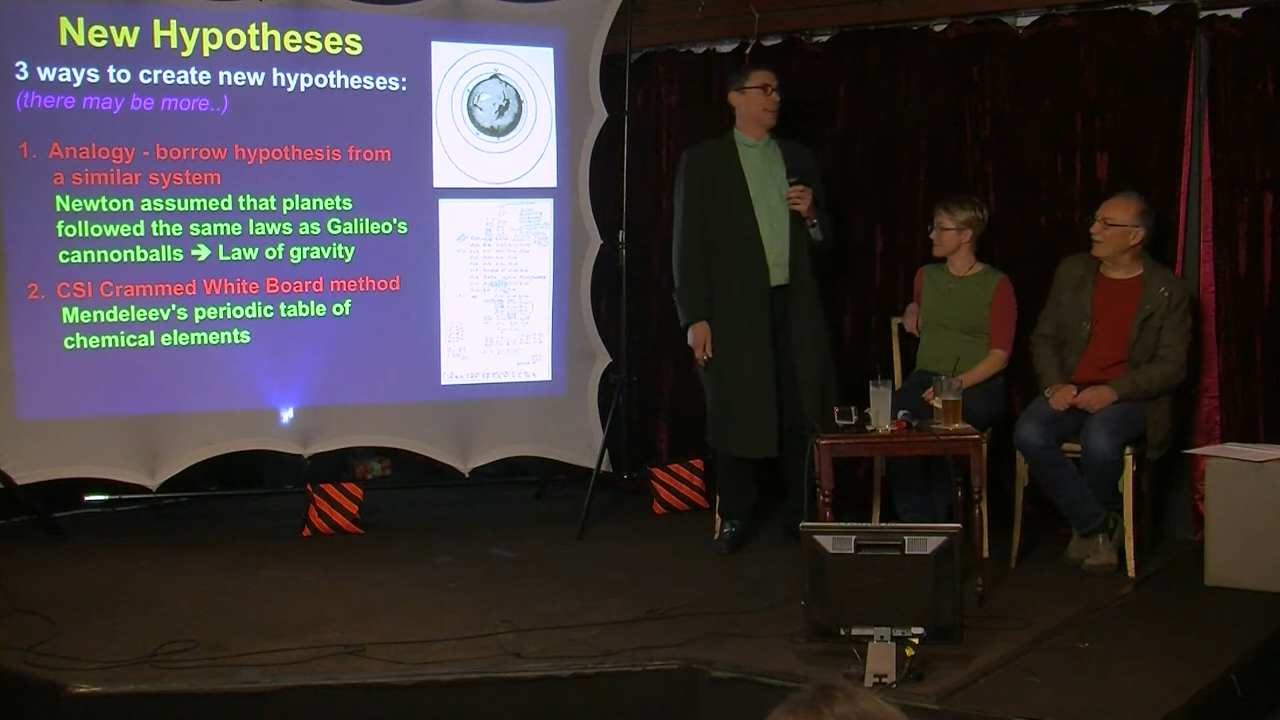 New Hypotheses
3 ways to create new hypotheses:
(there may be more..)
1. Analogy - borrow hypothesis from
a similar system
Newton assumed that planets
followed the same laws as Galileo's
cannonballs ➔ Law of gravity
2. CSI Crammed White Board method
Mendeleev's periodic table of
chemical elements